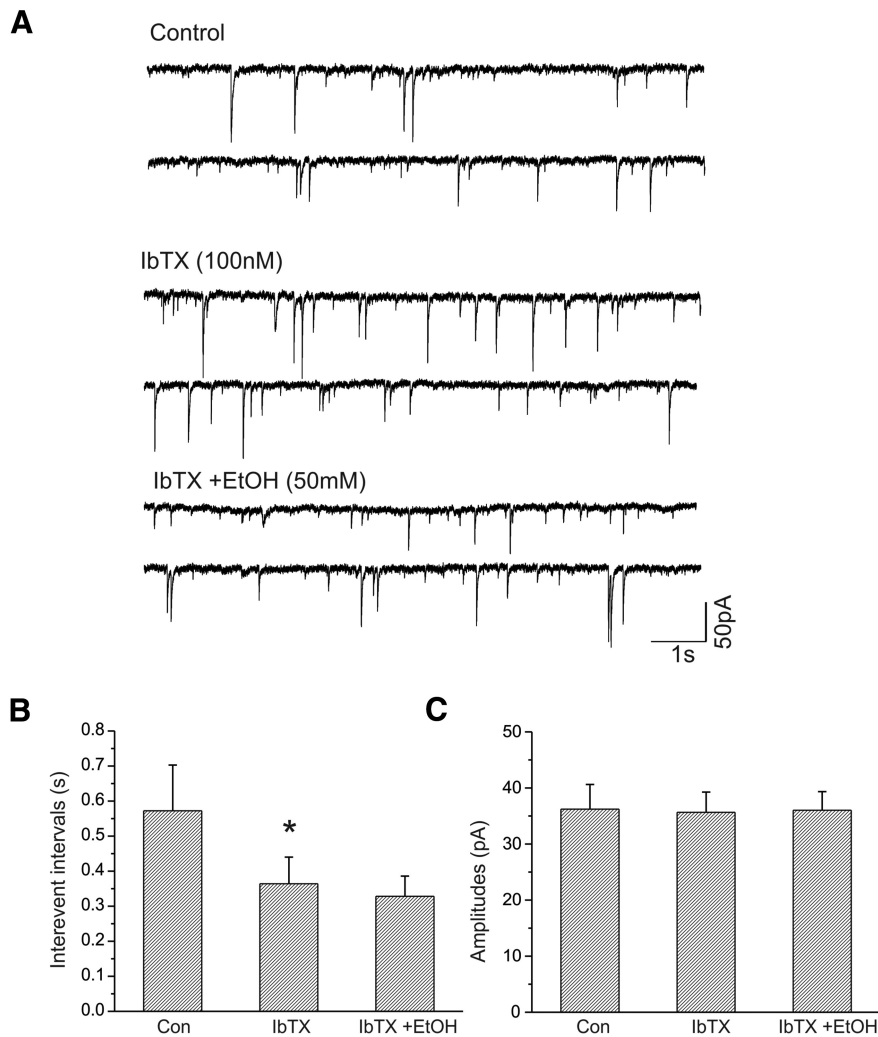 A
Control
IbTX (100nM)
IbTX +EtOH (50mM)
50pA
1s
B
Interevent intervals (s)
0.8
0.7
0.6
0.5
0.4
0.3
0.2
0.1
0.0
*
Con
IbTX
IbTX +EtOH
C
Amplitudes (pA)
50
40
30
20
10
0
Con
IbTX
IbTX +EtOH